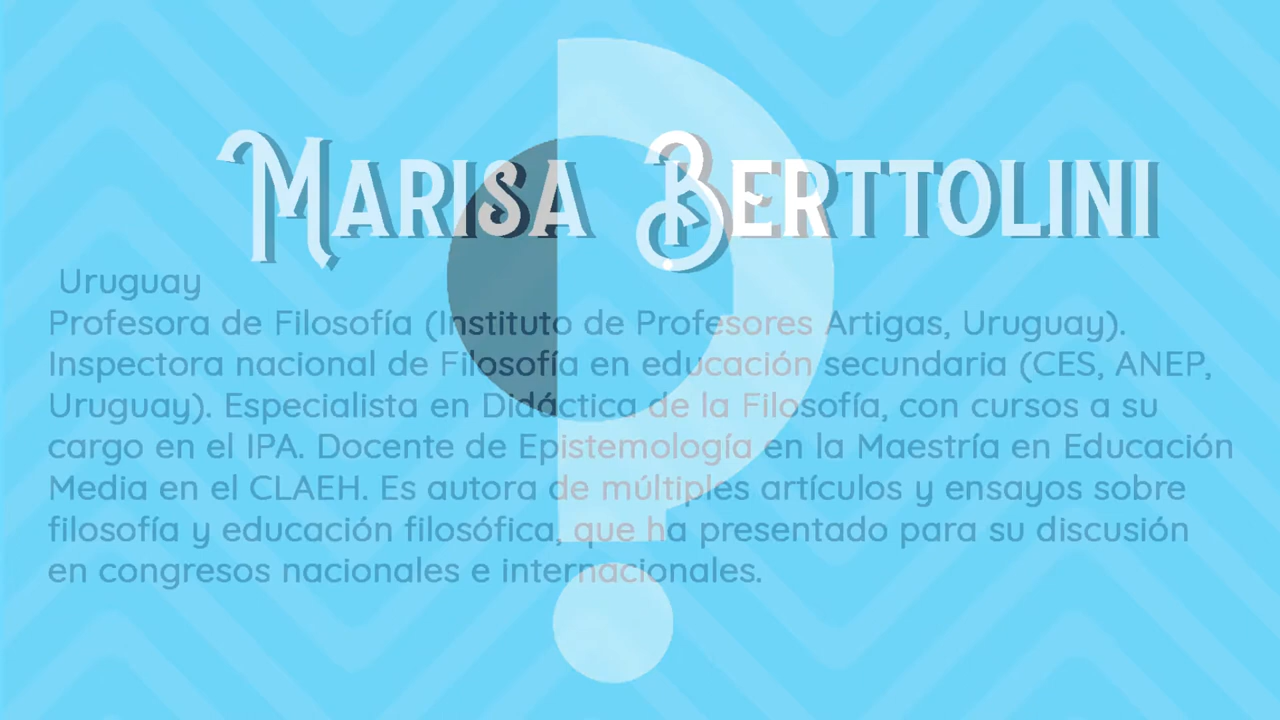 Marisa Berttolini
Uruguay
Profesora de Filosofía (Instituto de Profesores Artigas, Uruguay).
Inspectora nacional de Filosofía en educación secundaria (CES, ANEP,
Uruguay). Especialista en Didáctica de la Filosofía, con cursos a su
cargo en el IPA. Docente de Epistemología en la Maestría en Educación
Media en el CLAEH. Es autora de múltiples artículos y ensayos sobre
filosofía y educación filosófica, que ha presentado para su discusión
en congresos nacionales e internacionales.